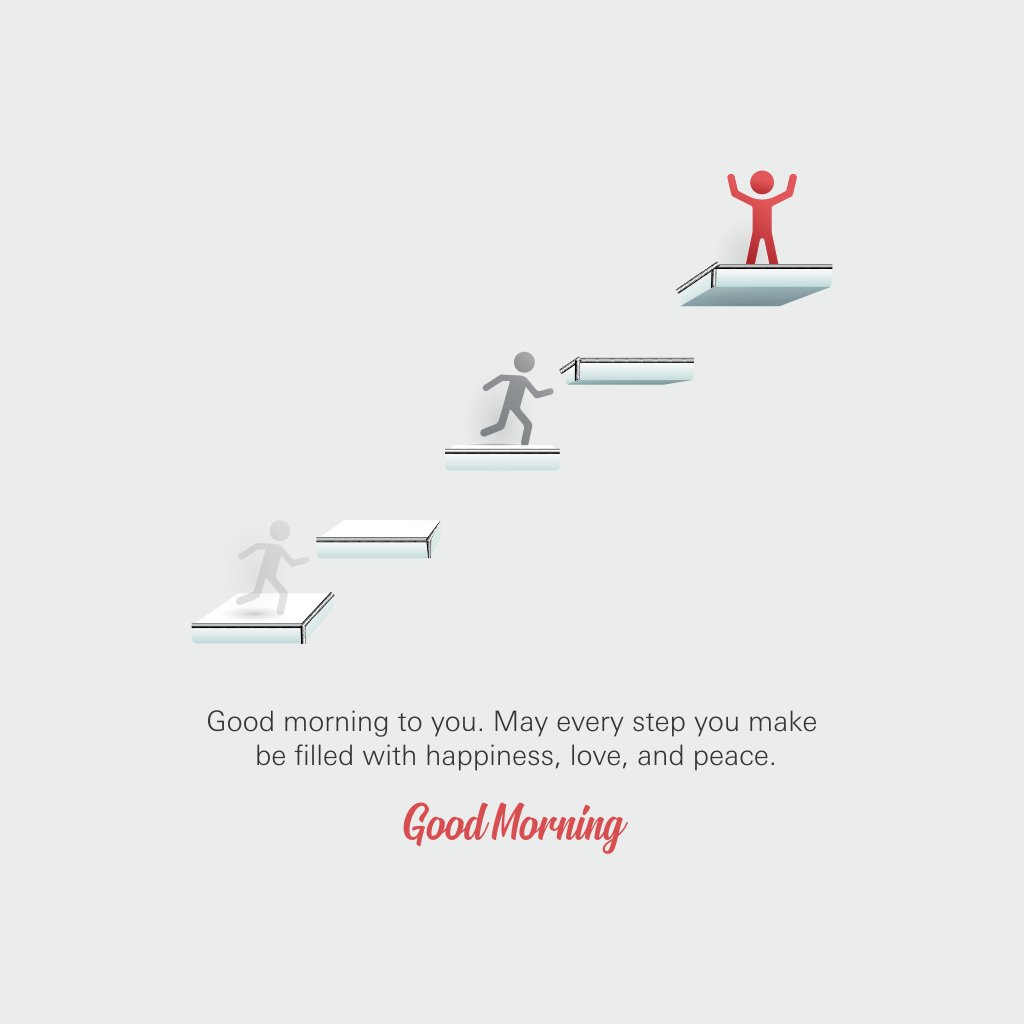 Good morning to you. May every step you make
be filled with happiness, love, and peace.
Good Morning